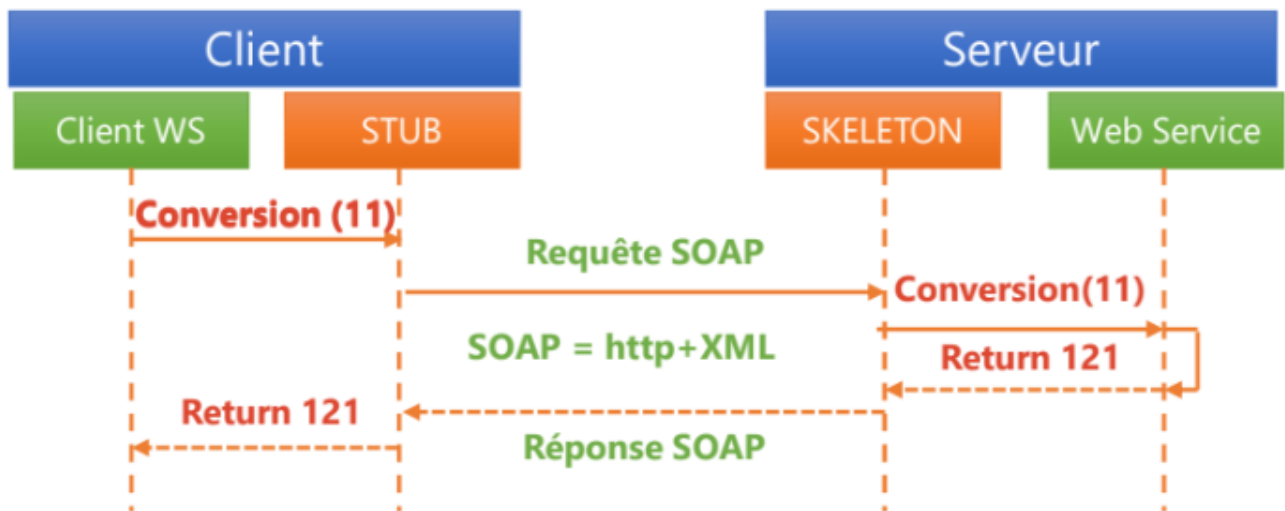 Client
Serveur
Client WS
STUB
SKELETON
Web Service
Conversion (11)
Requête SOAP
Conversion(11)
SOAP = http+XML
Return 121
Return 121
Réponse SOAP